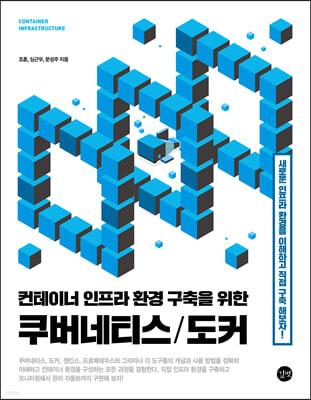 CONTAINER
INFRASTRUCTURE
조훈, 심근우, 문성주 지음
새로운 인프라 환경을 이해하고 직접 구축 해보자!
컨테이너 인프라 환경 구축을 위한
쿠버네티스/도커
쿠버네티스, 도커, 젠킨스, 프로메테우스와 그라파나 각 도구들의 개념과 사용 방법을 정확히
이해하고 컨테이너 환경을 구성하는 모든 과정을 경험한다. 직접 인프라 환경을 구축하고
모니터링해서 관리 자동화까지 구현해 보자!
길벗